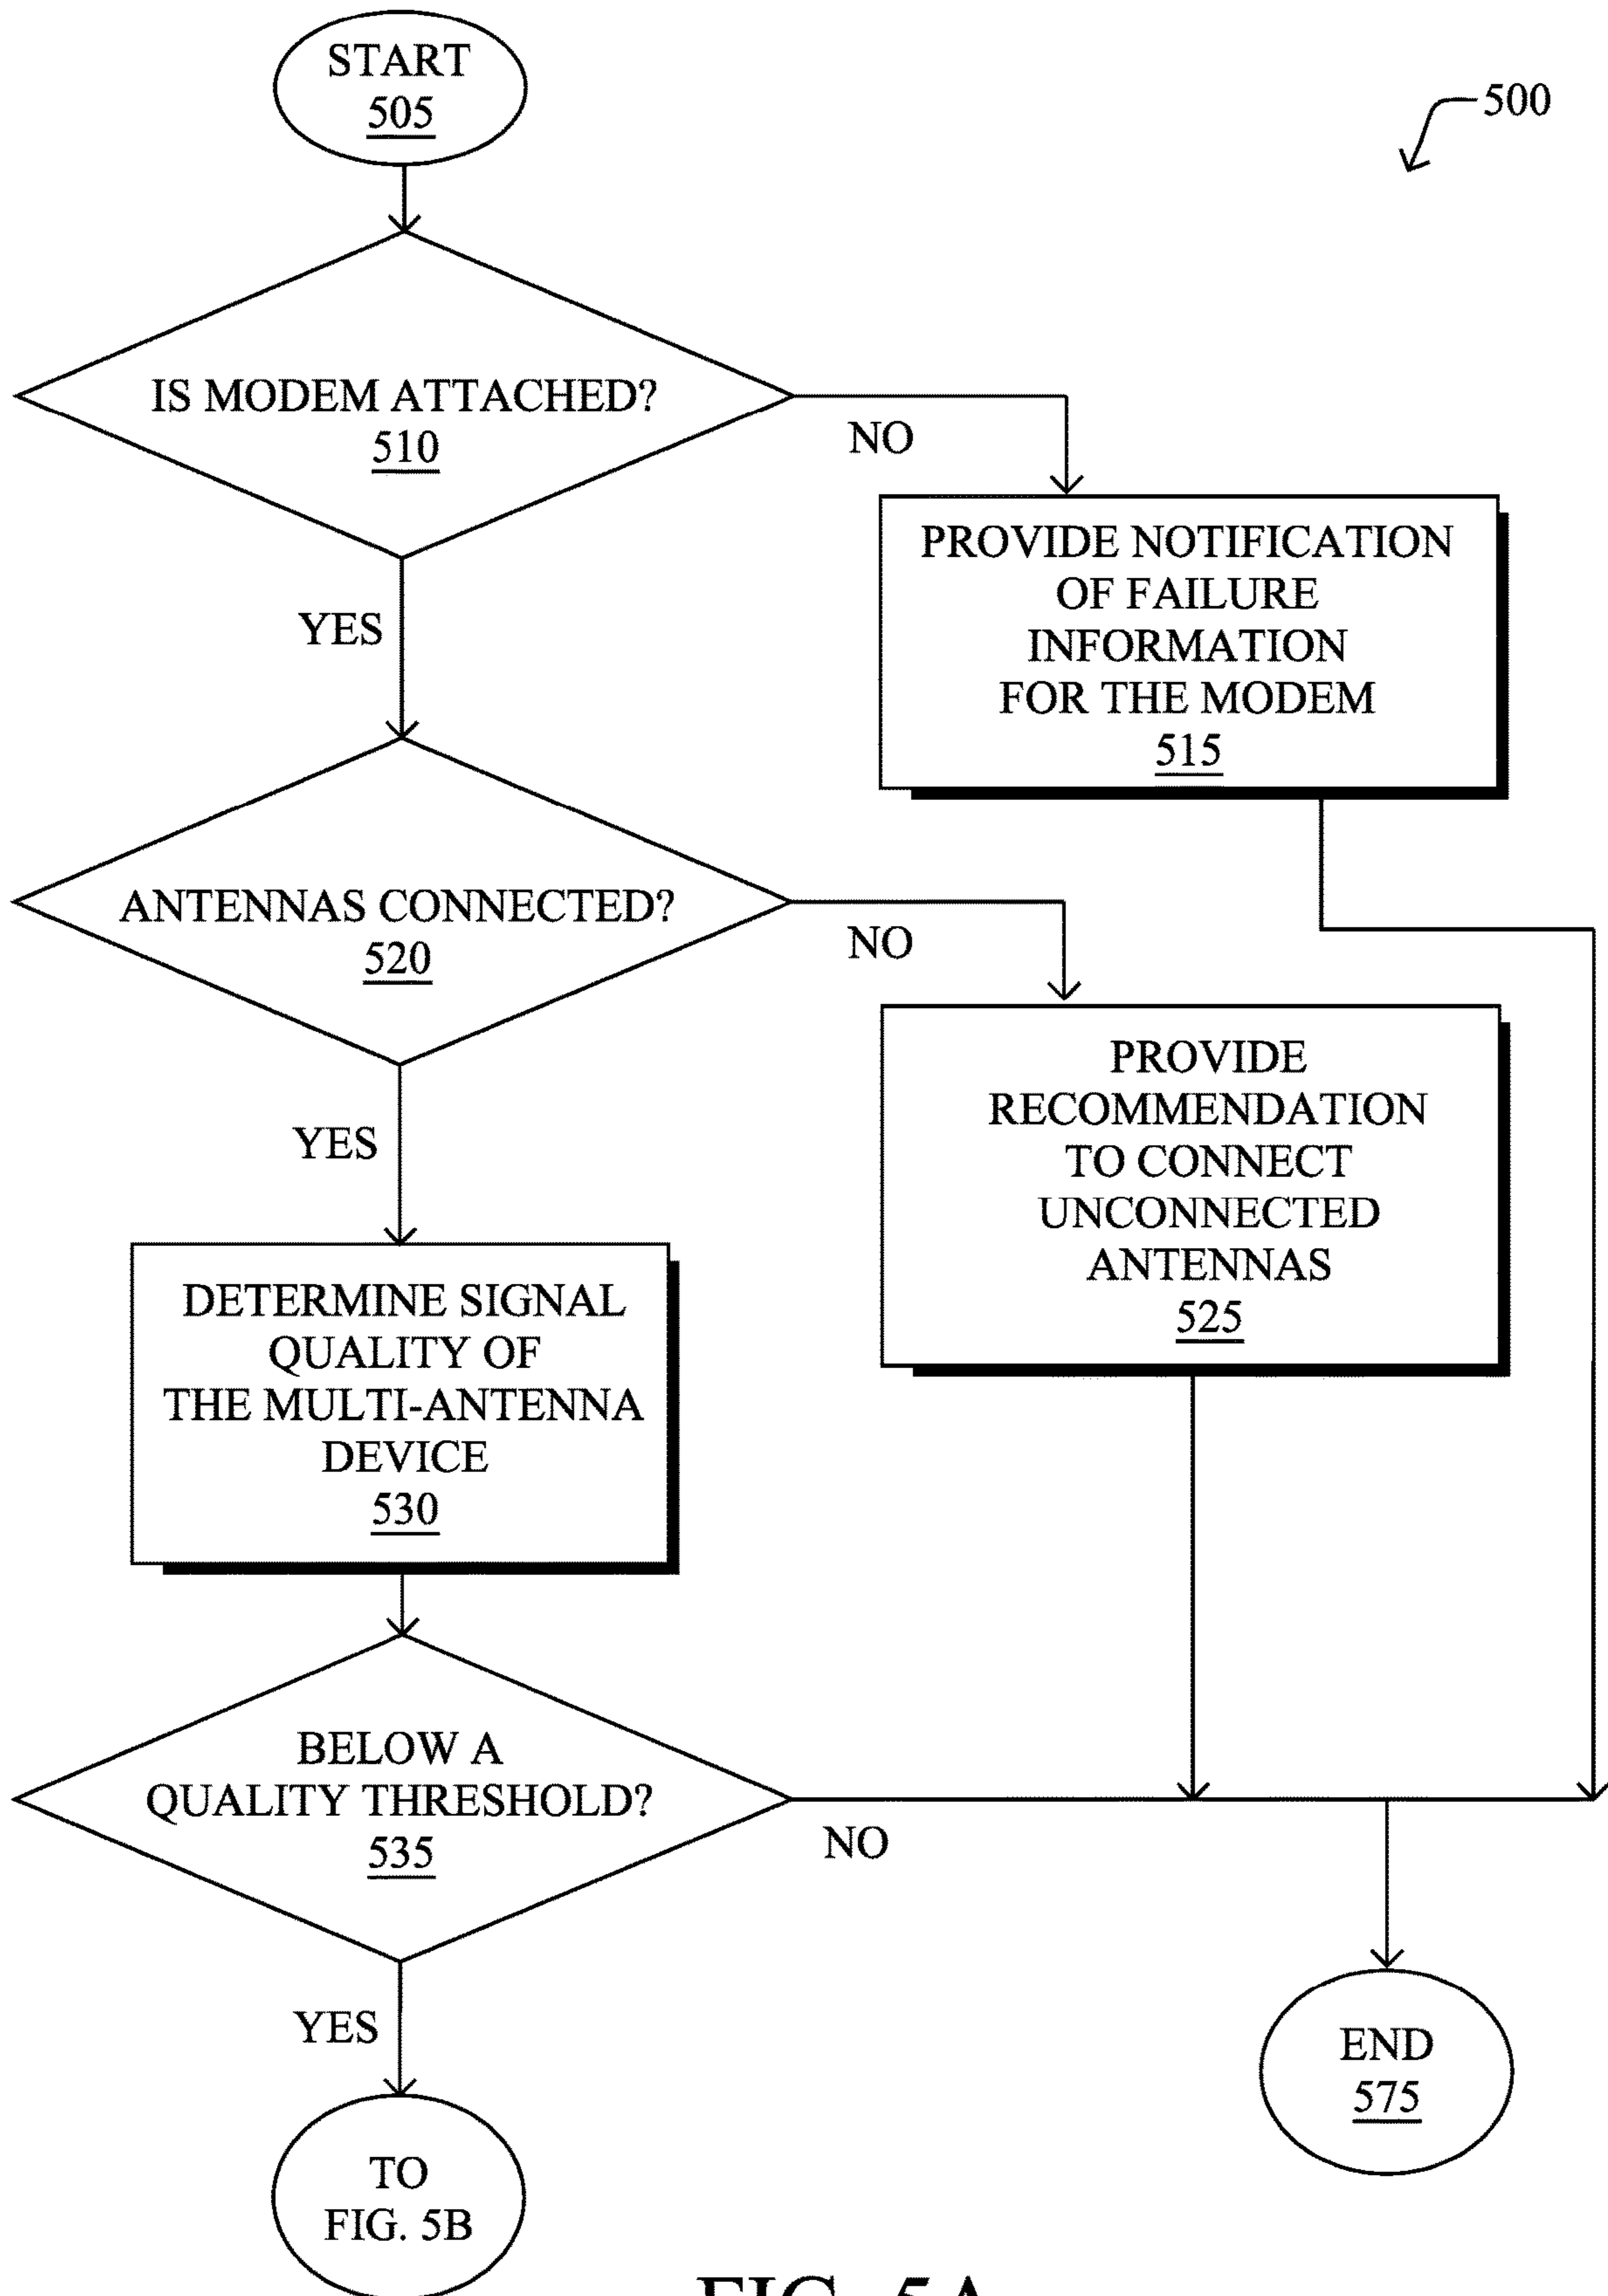 START
505
500
IS MODEM ATTACHED?
510
NO
YES
PROVIDE NOTIFICATION
OF FAILURE
INFORMATION
FOR THE MODEM
515
ANTENNAS CONNECTED?
520
NO
YES
PROVIDE
RECOMMENDATION
TO CONNECT
UNCONNECTED
ANTENNAS
525
DETERMINE SIGNAL
QUALITY OF
THE MULTI-ANTENNA
DEVICE
530
BELOW A
QUALITY THRESHOLD?
535
NO
YES
END
575
TO
FIG. 5B
FIG. 5A